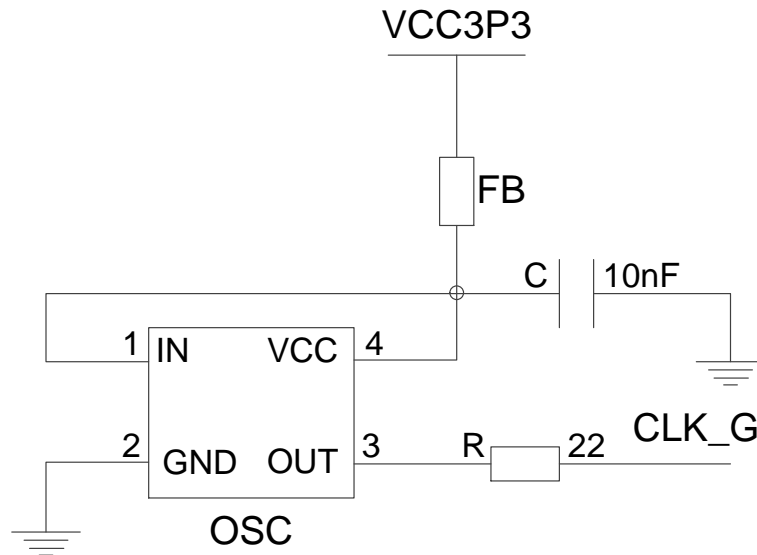 VCC3P3
FB
C 10nF
1 IN VCC 4
2 GND OUT 3 R 22 CLK_G
OSC